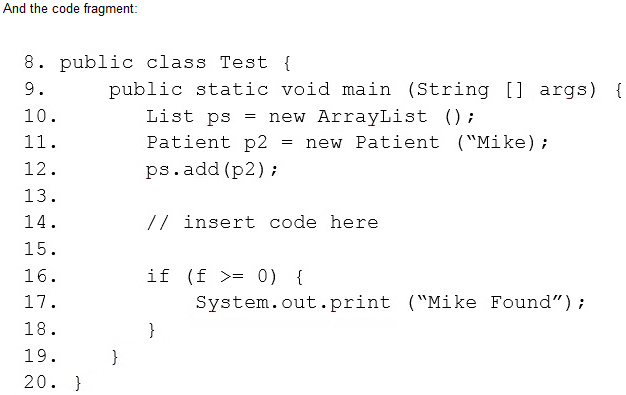 And the code fragment:
8. public class Test {
9. public static void main (String [] args) {
10. List ps = new ArrayList ();
11. Patient p2 = new Patient (“Mike);
12. ps.add(p2);
13.
14. // insert code here
15.
16. if (f >= 0) {
17. System.out.print (“Mike Found”);
18. }
19. }
20. }